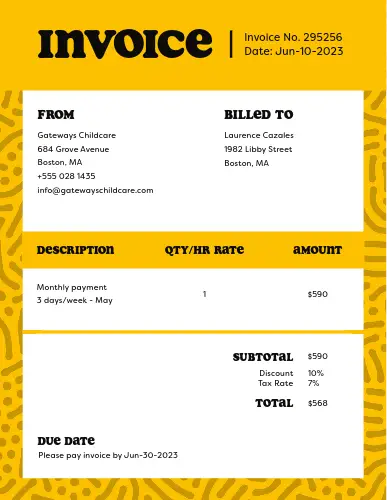 Invoice
Invoice No. 295256
Date: Jun-10-2023
FROM
Gateways Childcare
684 Grove Avenue
Boston, MA
+555 028 1435
info@gatewayschildcare.com
BILLED TO
Laurence Cazales
1982 Libby Street
Boston, MA
DESCRIPTION QTY/HR RATE AMOUNT
Monthly payment
3 days/week - May
1 $590
SUBTOTAL $590
Discount 10%
Tax Rate 7%
TOTAL $568
DUE DATE
Please pay invoice by Jun-30-2023